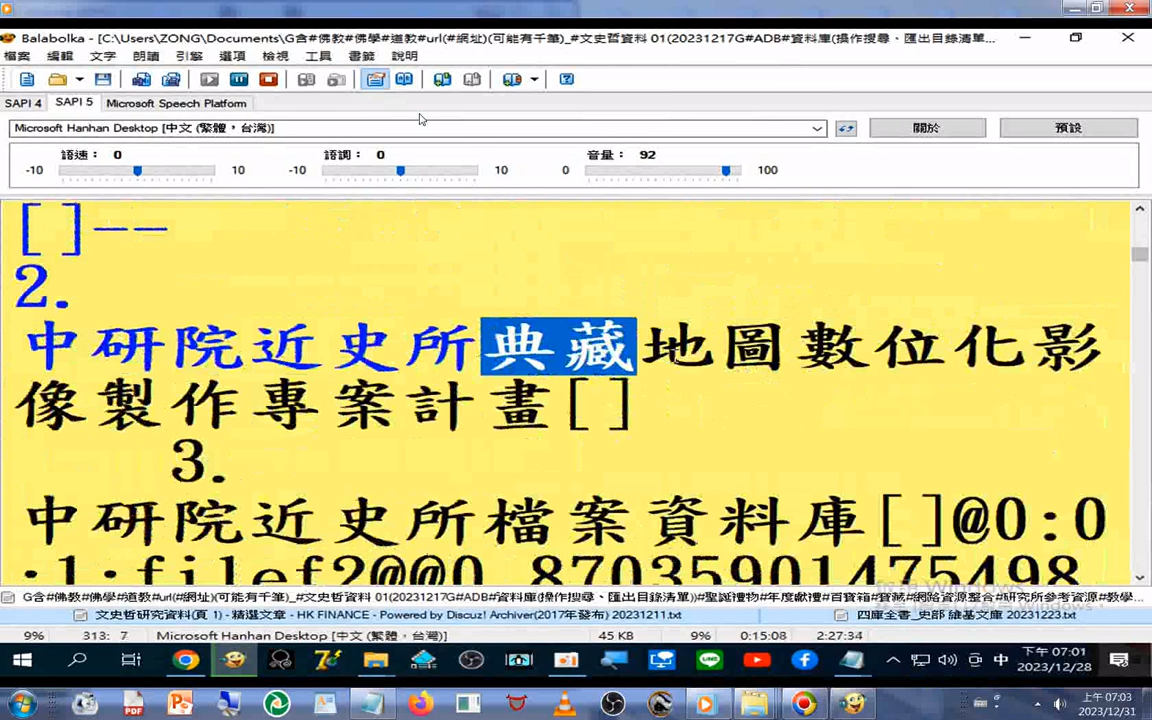 Balabolka - [C:\Users\ZONG\Documents\G含#佛教#佛學#道教#url(#網址)(可能有千筆)_#文史哲資料 01(20231217G#ADB#資料庫(操作搜尋、匯出目錄清單...
檔案 編輯 文字 朗讀 引擎 選項 檢視 工具 書籤 說明
SAPI 4 SAPI 5 Microsoft Speech Platform
Microsoft Hanhan Desktop [中文 (繁體，台灣)] 關於 預設
語速： 0 語調： 0 音量： 92
-10 10 -10 10 0 100
[]--
2.
中研院近史所典藏地圖數位化影
像製作專案計畫[]
3.
中研院近史所檔案資料庫[]@0:0
:1:filef2@@0.87035901475498
G含#佛教#佛學#道教#url(#網址)(可能有千筆)_#文史哲資料 01(20231217G#ADB#資料庫(操作搜尋、匯出目錄清單))#聖誕禮物#年度獻禮#百寶箱#寶藏#網路資源整合#研究所參考資源#教學...
文史哲研究資料(頁 1) - 精選文章 - HK FINANCE - Powered by Discuz! Archiver(2017年尋獲) 20231211.txt 四庫全書_史部 維基文庫 20231223.txt
9% 313: 7 Microsoft Hanhan Desktop [中文 (繁體，台灣)] 45 KB 9% 0:15:08 2:27:34
中 下午 07:01
2023/12/28
上午 07:03
2023/12/31